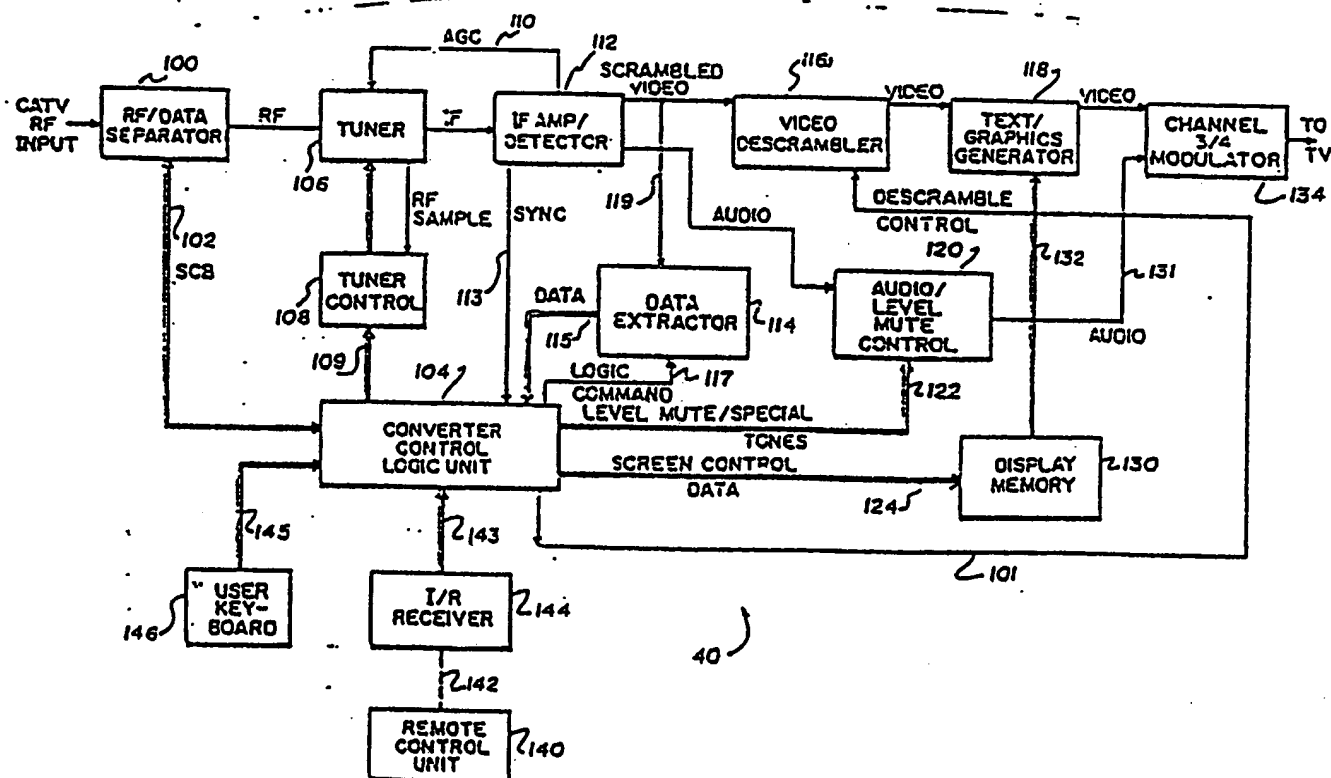 AGC
110
112
100
SCRAMBLED
VIDEO
116
118
CATV
RF
INPUT
RF/DATA
SEPARATOR
RF
TUNER
IF
IF AMP/
DETECTOR
VIDEO
DESCRAMBLER
VIDEO
TEXT/
GRAPHICS
GENERATOR
VIDEO
CHANNEL
3/4
MODULATOR
TO
TV
134
106
RF
SAMPLE
SYNC
119
AUDIO
DESCRAMBLE
CONTROL
102
SCB
TUNER
CONTROL
108
113
DATA
115
DATA
EXTRACTOR
114
120
132
131
AUDIO/
LEVEL
MUTE
CONTROL
AUDIO
109
104
LOGIC
COMMAND
117
122
CONVERTER
CONTROL
LOGIC UNIT
LEVEL MUTE/SPECIAL
TONES
SCREEN CONTROL
DATA
124
DISPLAY
MEMORY
130
145
143
101
USER
KEY-
BOARD
146
I/R
RECEIVER
144
40
142
REMOTE
CONTROL
UNIT
140